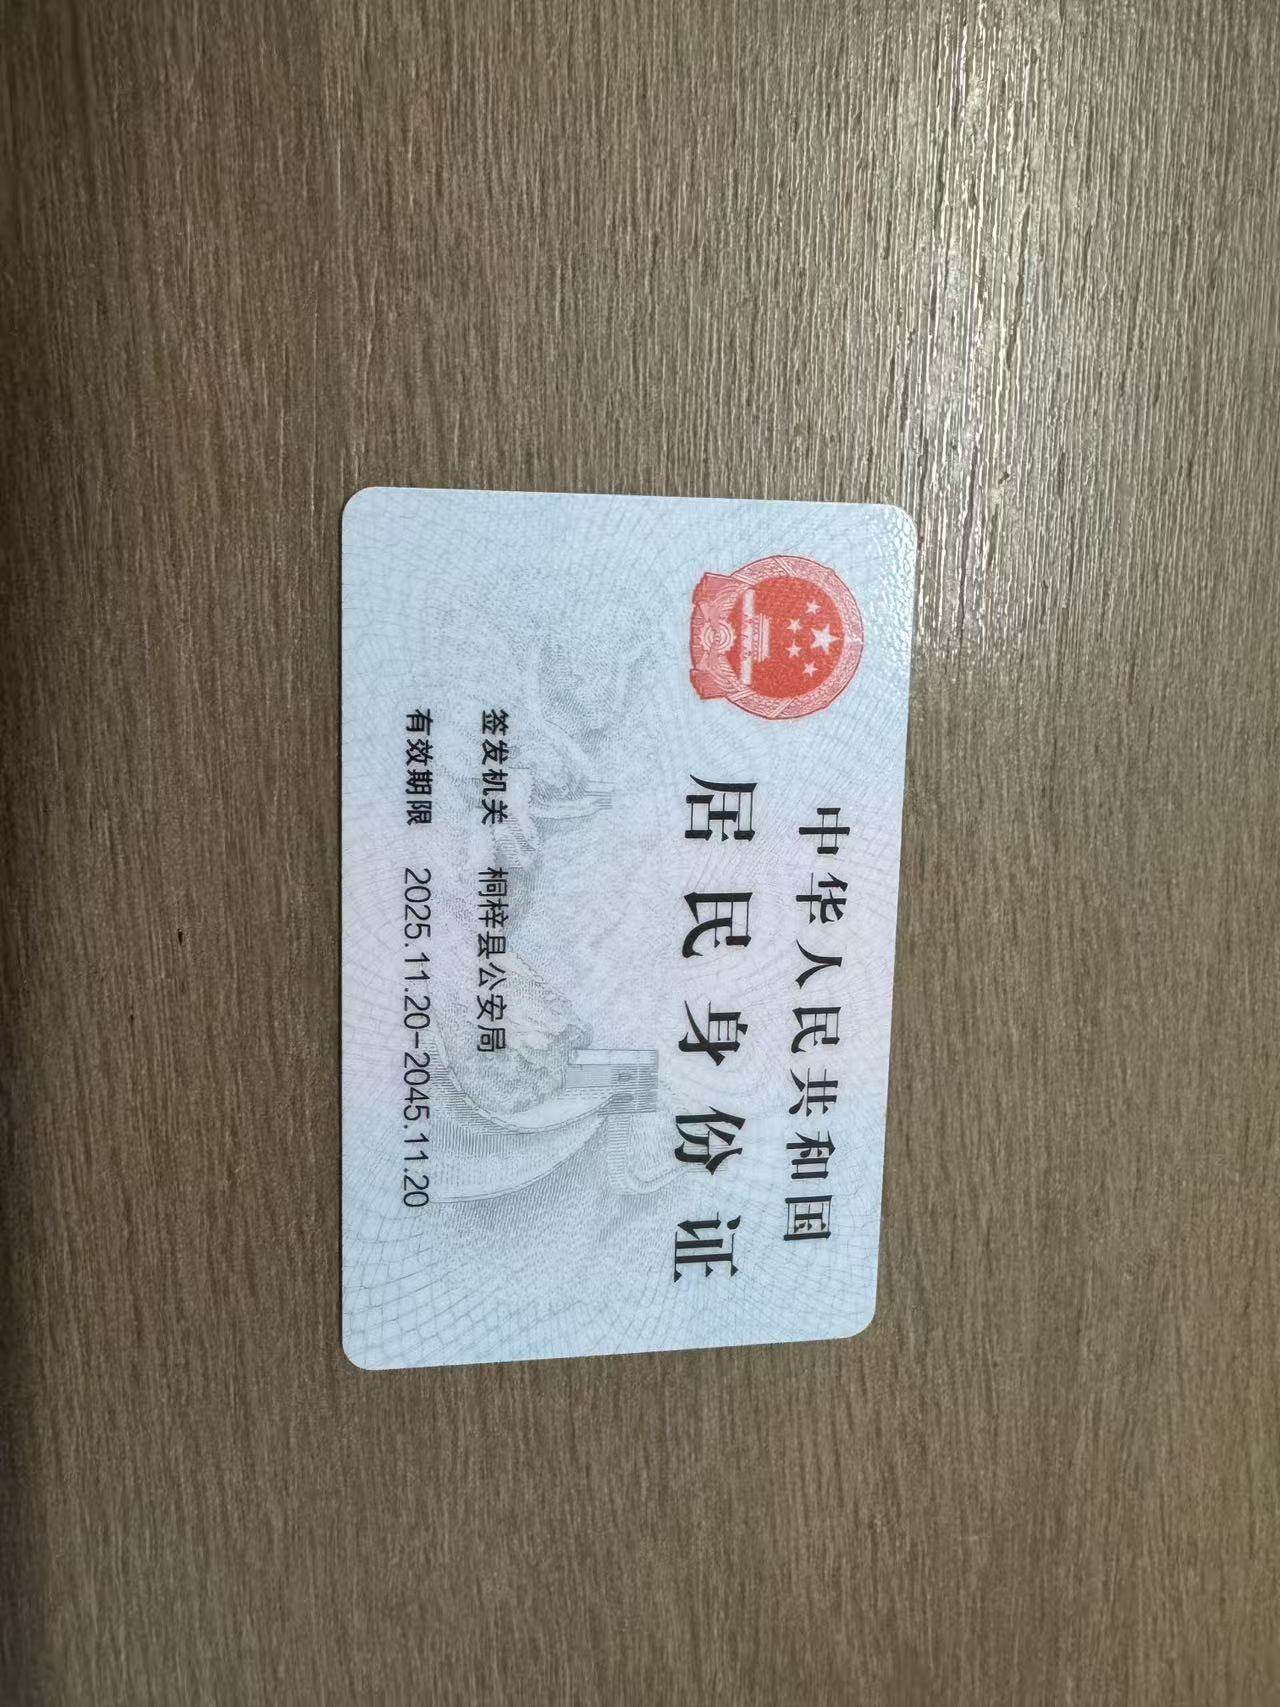 中华人民共和国
居民身份证
签发机关 桐梓县公安局
有效期限 2025.11.20-2045.11.20